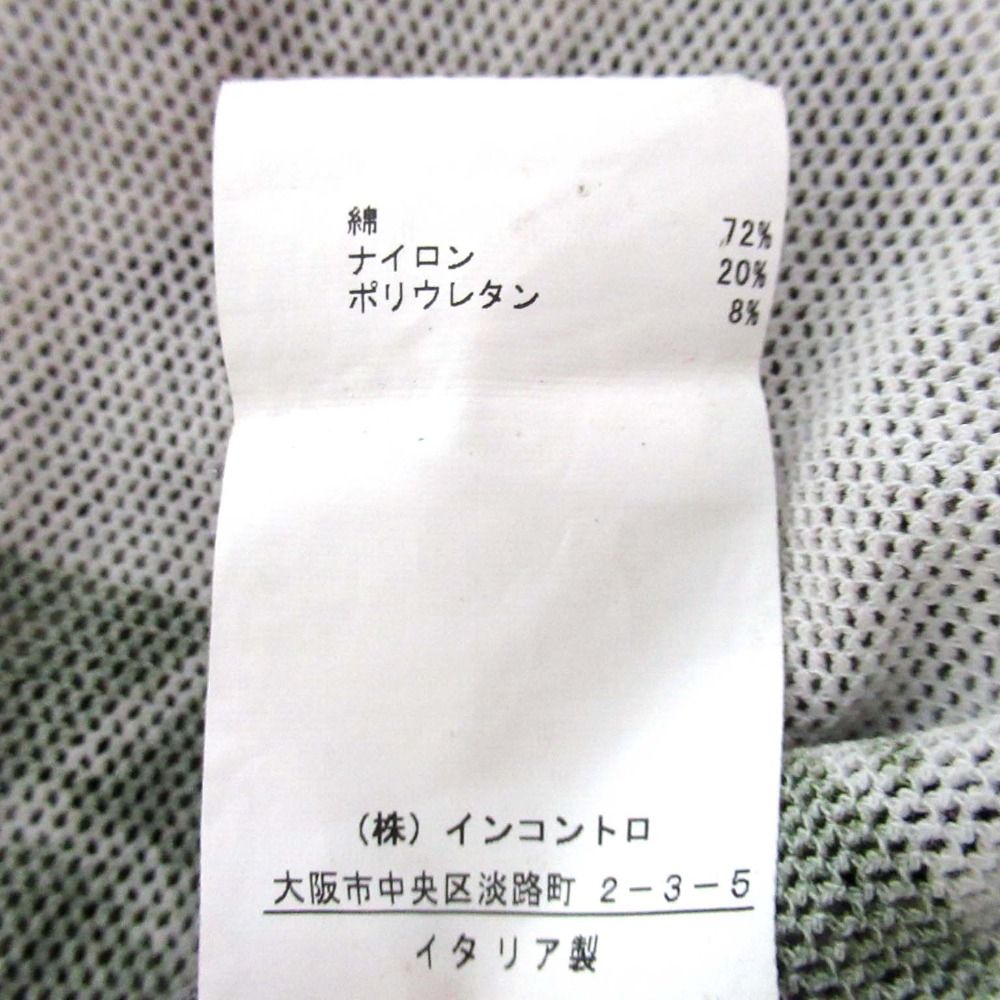 綿 72%
ナイロン 20%
ポリウレタン 8%
(株)インコントロ
大阪市中央区淡路町 2-3-5
イタリア製